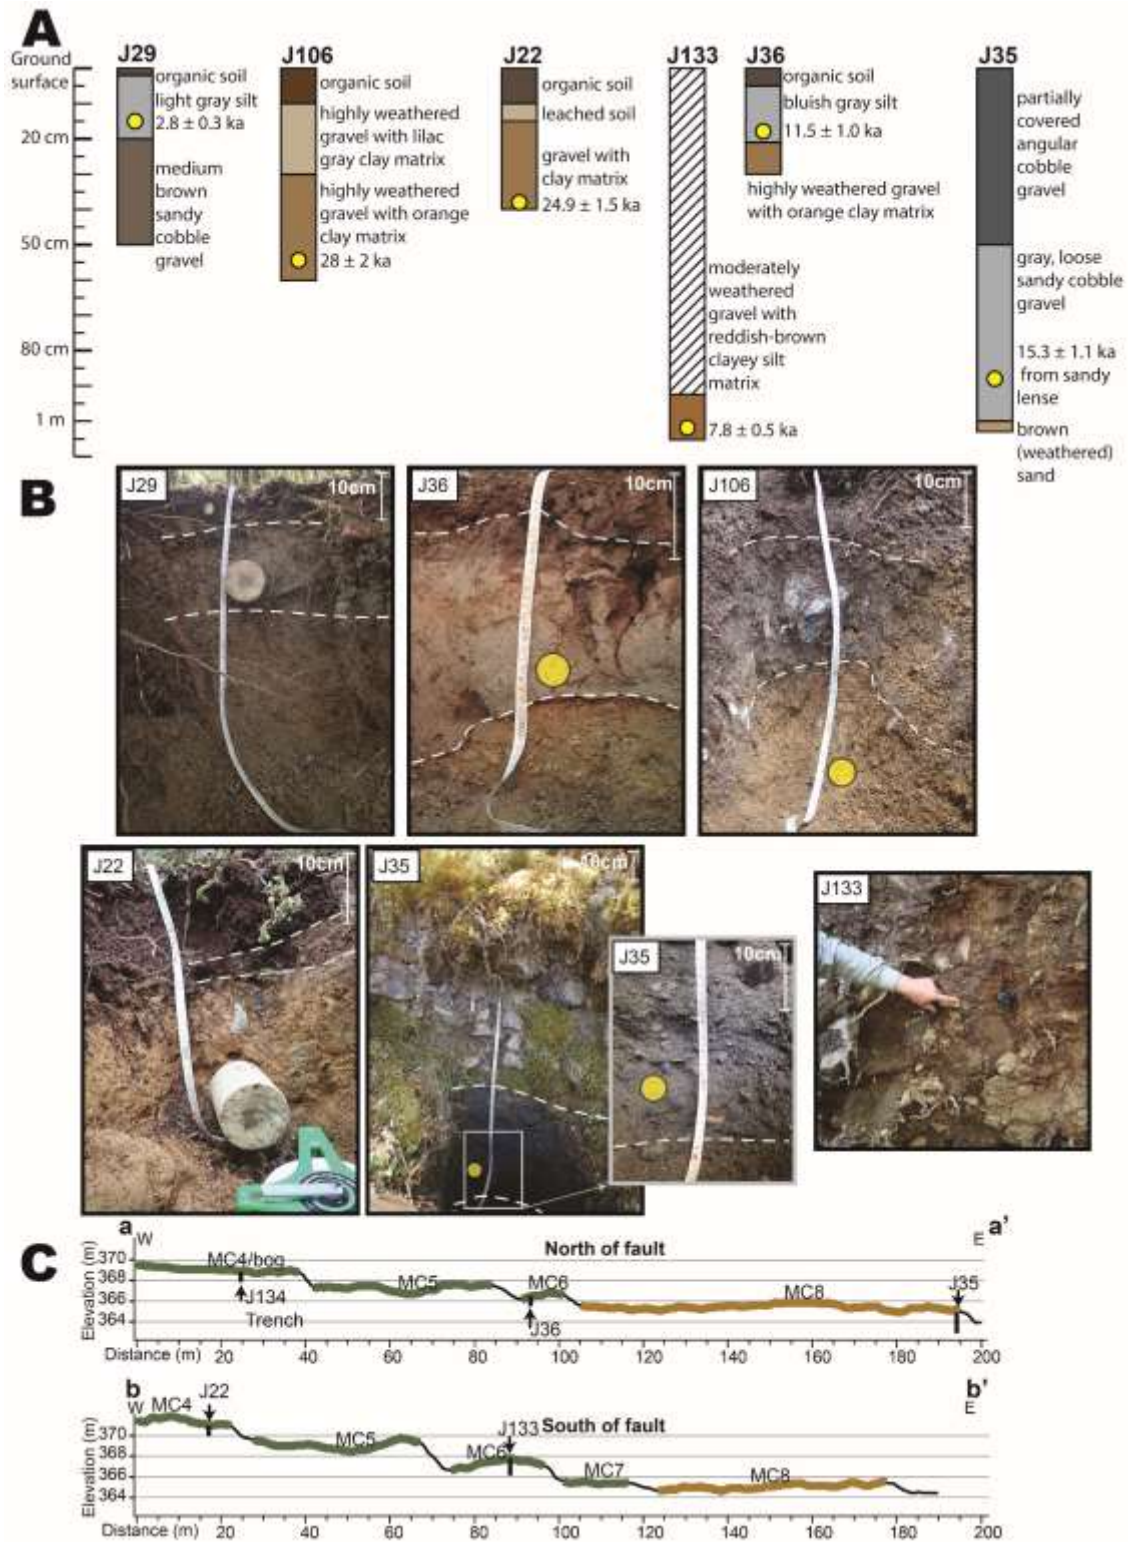 A
J29
J106
J22
J133
J36
J35
Ground
surface
20 cm
50 cm
80 cm
1 m
organic soil
light gray silt
2.8 ± 0.3 ka
medium
brown
sandy
cobble
gravel
organic soil
highly weathered
gravel with lilac
gray clay matrix
highly weathered
gravel with orange
clay matrix
28 ± 2 ka
organic soil
leached soil
gravel with
clay matrix
24.9 ± 1.5 ka
moderately
weathered
gravel with
reddish-brown
clayey silt
matrix
7.8 ± 0.5 ka
organic soil
bluish gray silt
11.5 ± 1.0 ka
highly weathered gravel
with orange clay matrix
partially
covered
angular
cobble
gravel
gray, loose
sandy cobble
gravel
15.3 ± 1.1 ka
from sandy
lense
brown
(weathered)
sand
B
J29
10cm
J36
10cm
J106
10cm
J22
10cm
J35
10cm
J35
10cm
J133
C
a
W
North of fault
E
a'
Elevation (m)
370
368
366
364
MC4/bog
MC5
MC6
MC8
J35
J134
Trench
J36
Distance (m) 20 40 60 80 100 120 140 160 180 200
b
W
South of fault
b'
E
Elevation (m)
370
368
366
364
MC4
J22
MC5
MC6
J133
MC7
MC8
Distance (m) 20 40 60 80 100 120 140 160 180 200